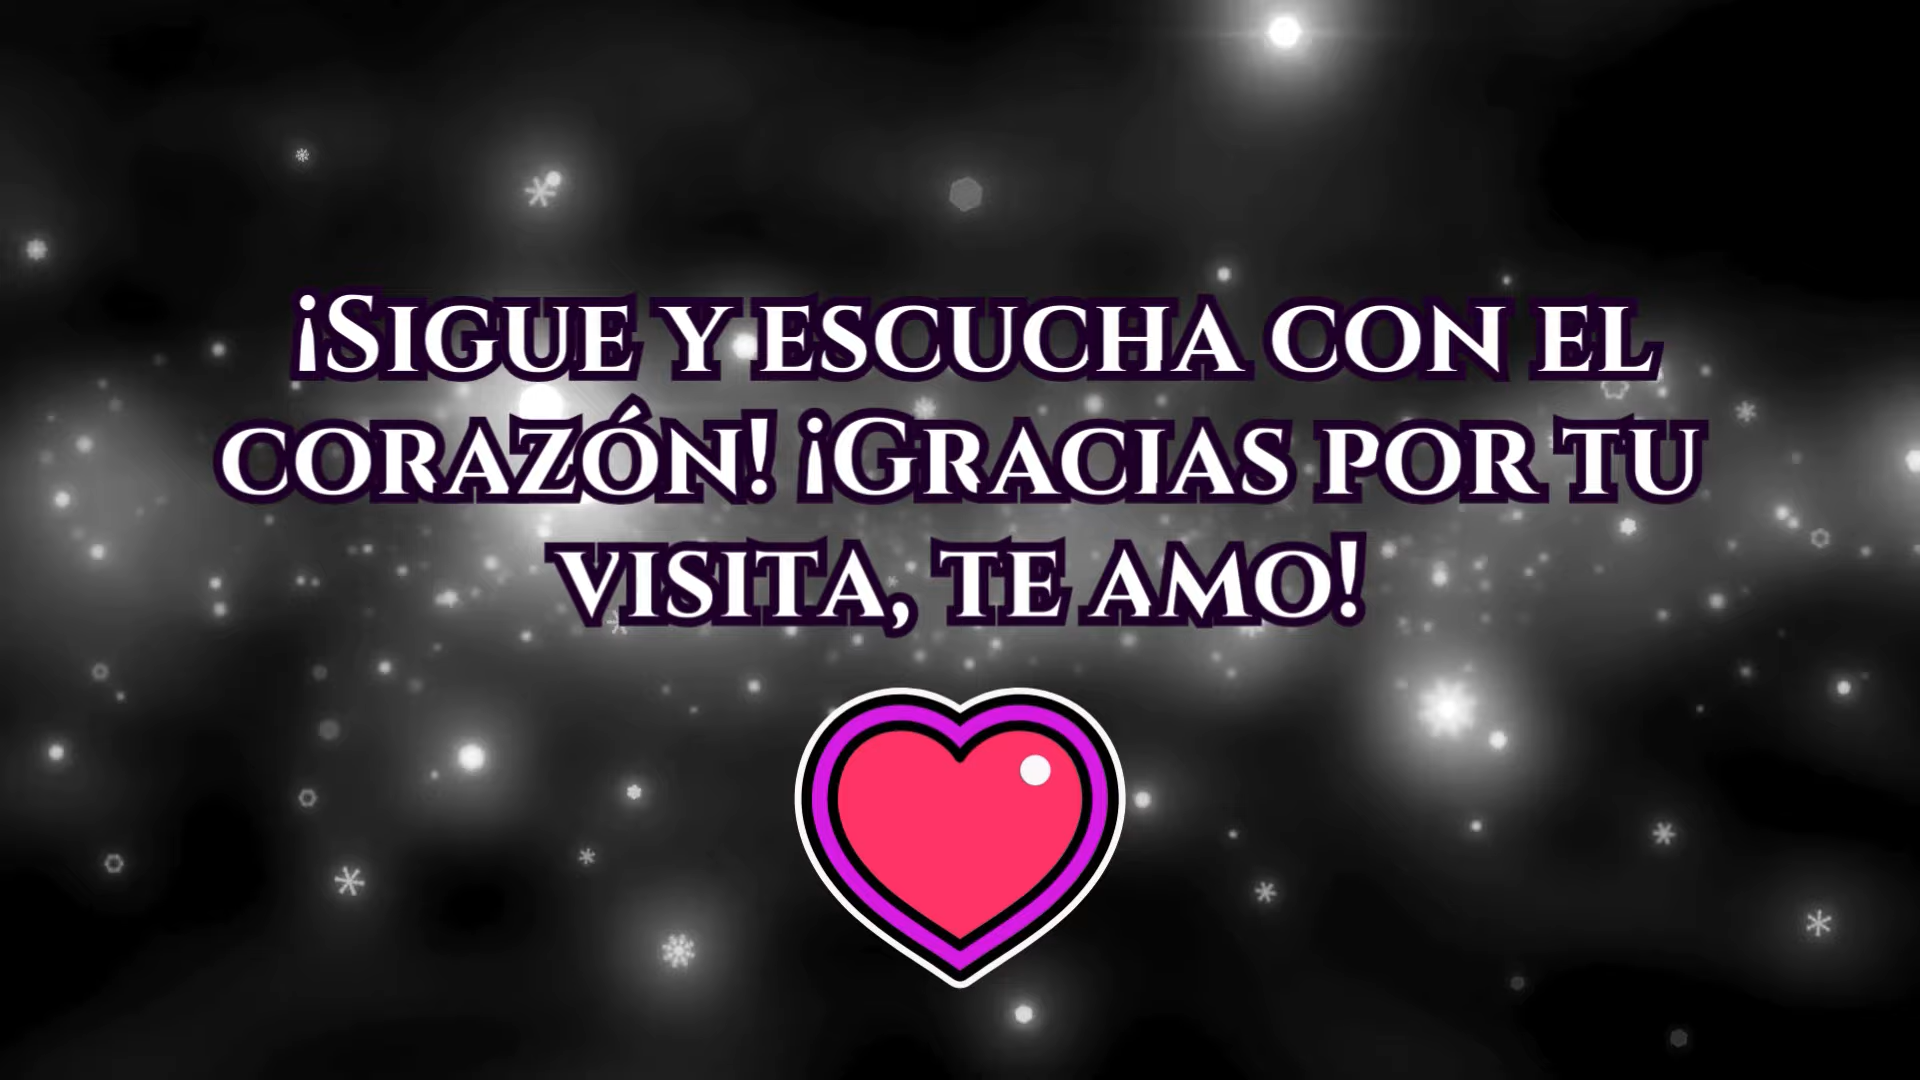 ¡Sigue y escucha con el
corazón! ¡Gracias por tu
visita, te amo!